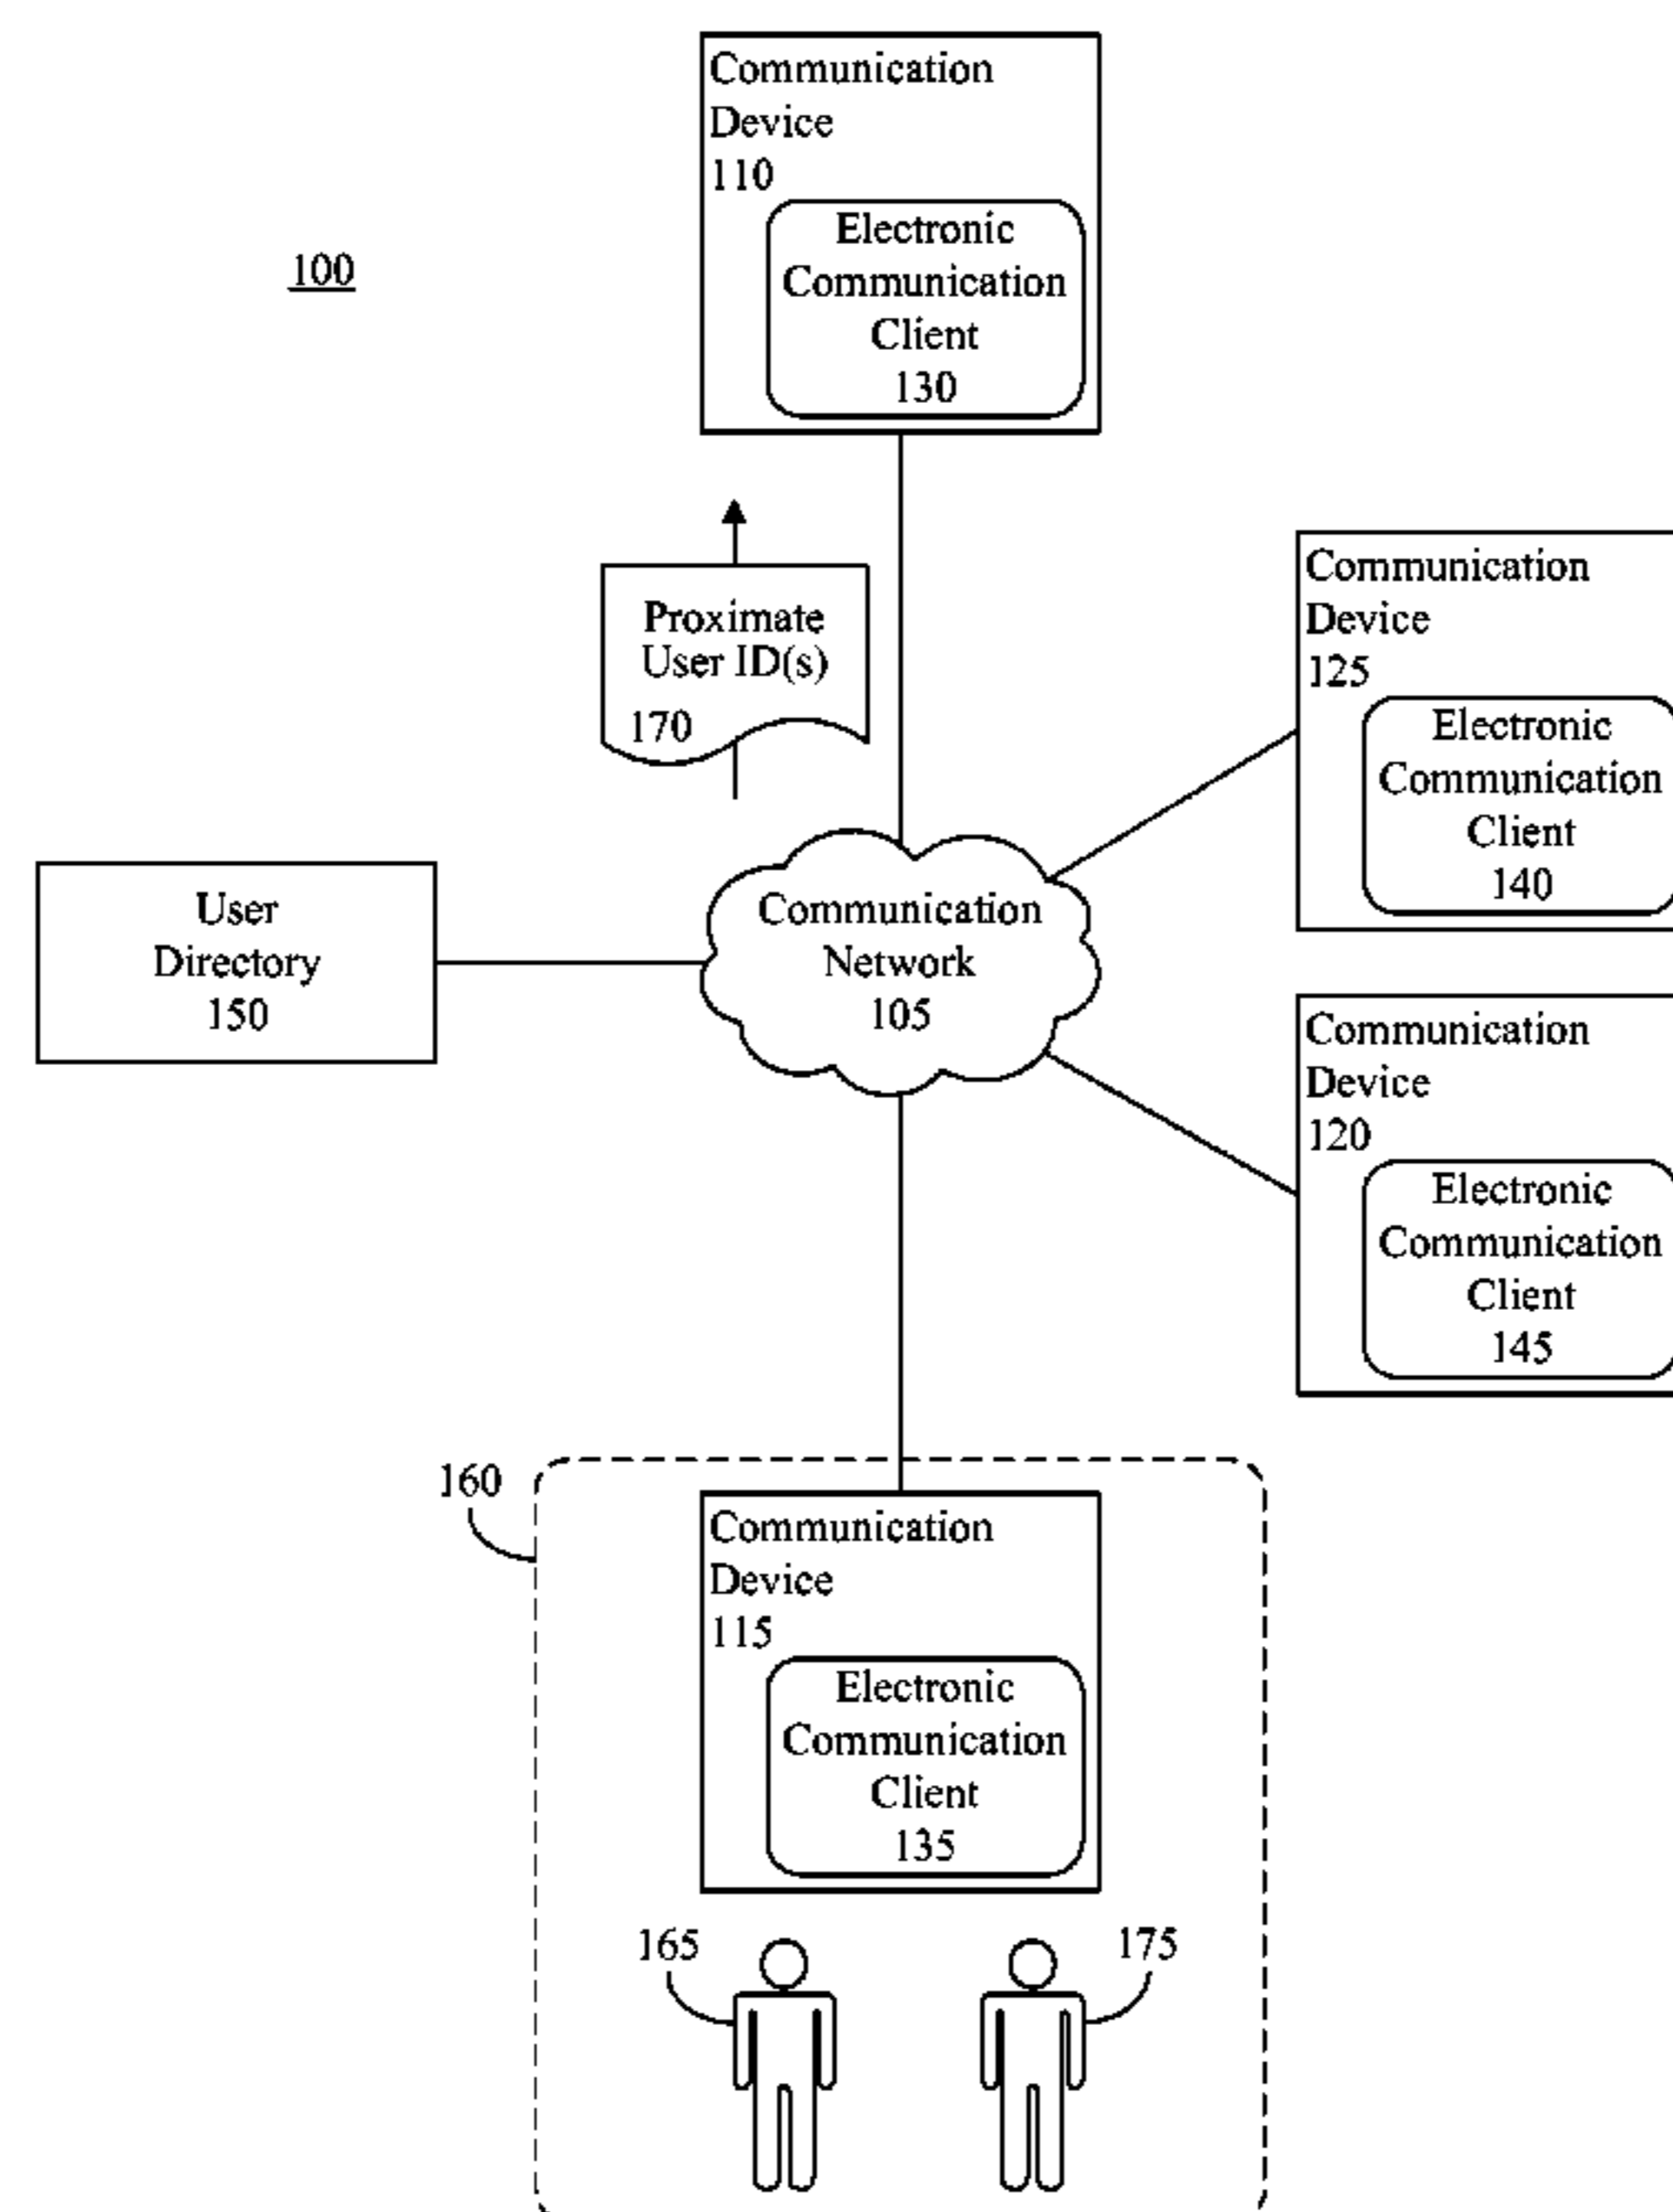 Communication
Device
110
Electronic
Communication
Client
130
100
Proximate
User ID(s)
170
Communication
Device
125
Electronic
Communication
Client
140
User
Directory
150
Communication
Network
105
Communication
Device
120
Electronic
Communication
Client
145
160
Communication
Device
115
Electronic
Communication
Client
135
165
175